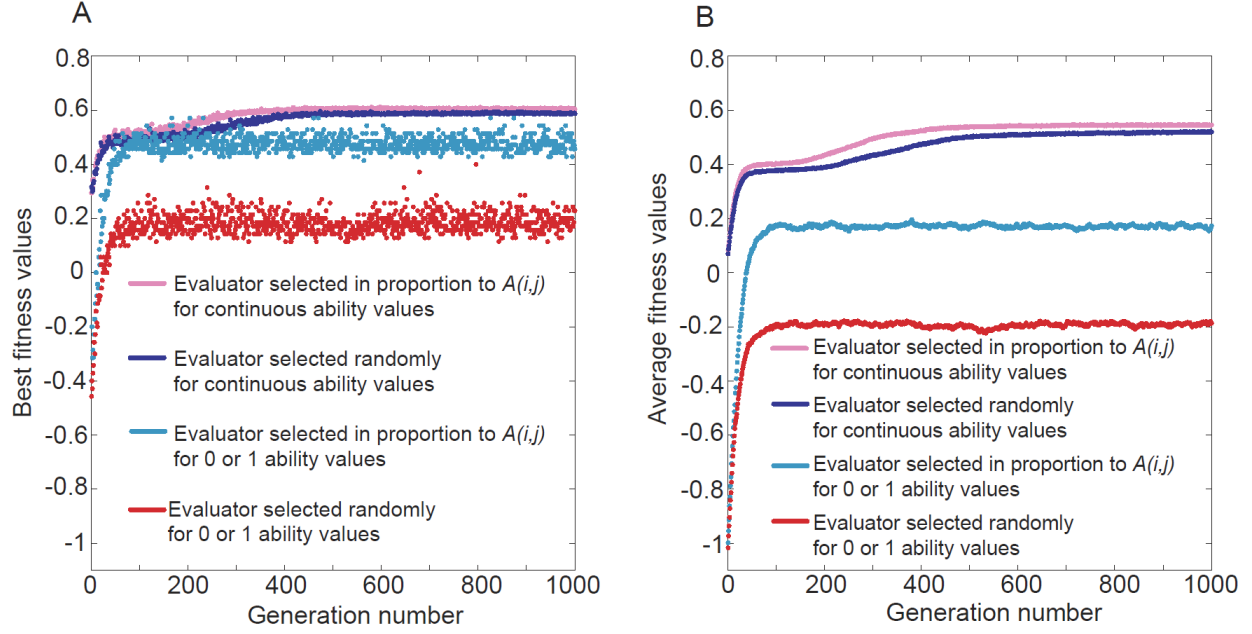 A
Best fitness values
0.8
0.6
0.4
0.2
0
-0.2
-0.4
-0.6
-0.8
-1
Evaluator selected in proportion to A(i,j)
for continuous ability values
Evaluator selected randomly
for continuous ability values
Evaluator selected in proportion to A(i,j)
for 0 or 1 ability values
Evaluator selected randomly
for 0 or 1 ability values
0 200 400 600 800 1000
Generation number
B
Average fitness values
0.8
0.6
0.4
0.2
0
-0.2
-0.4
-0.6
-0.8
-1
Evaluator selected in proportion to A(i,j)
for continuous ability values
Evaluator selected randomly
for continuous ability values
Evaluator selected in proportion to A(i,j)
for 0 or 1 ability values
Evaluator selected randomly
for 0 or 1 ability values
0 200 400 600 800 1000
Generation number